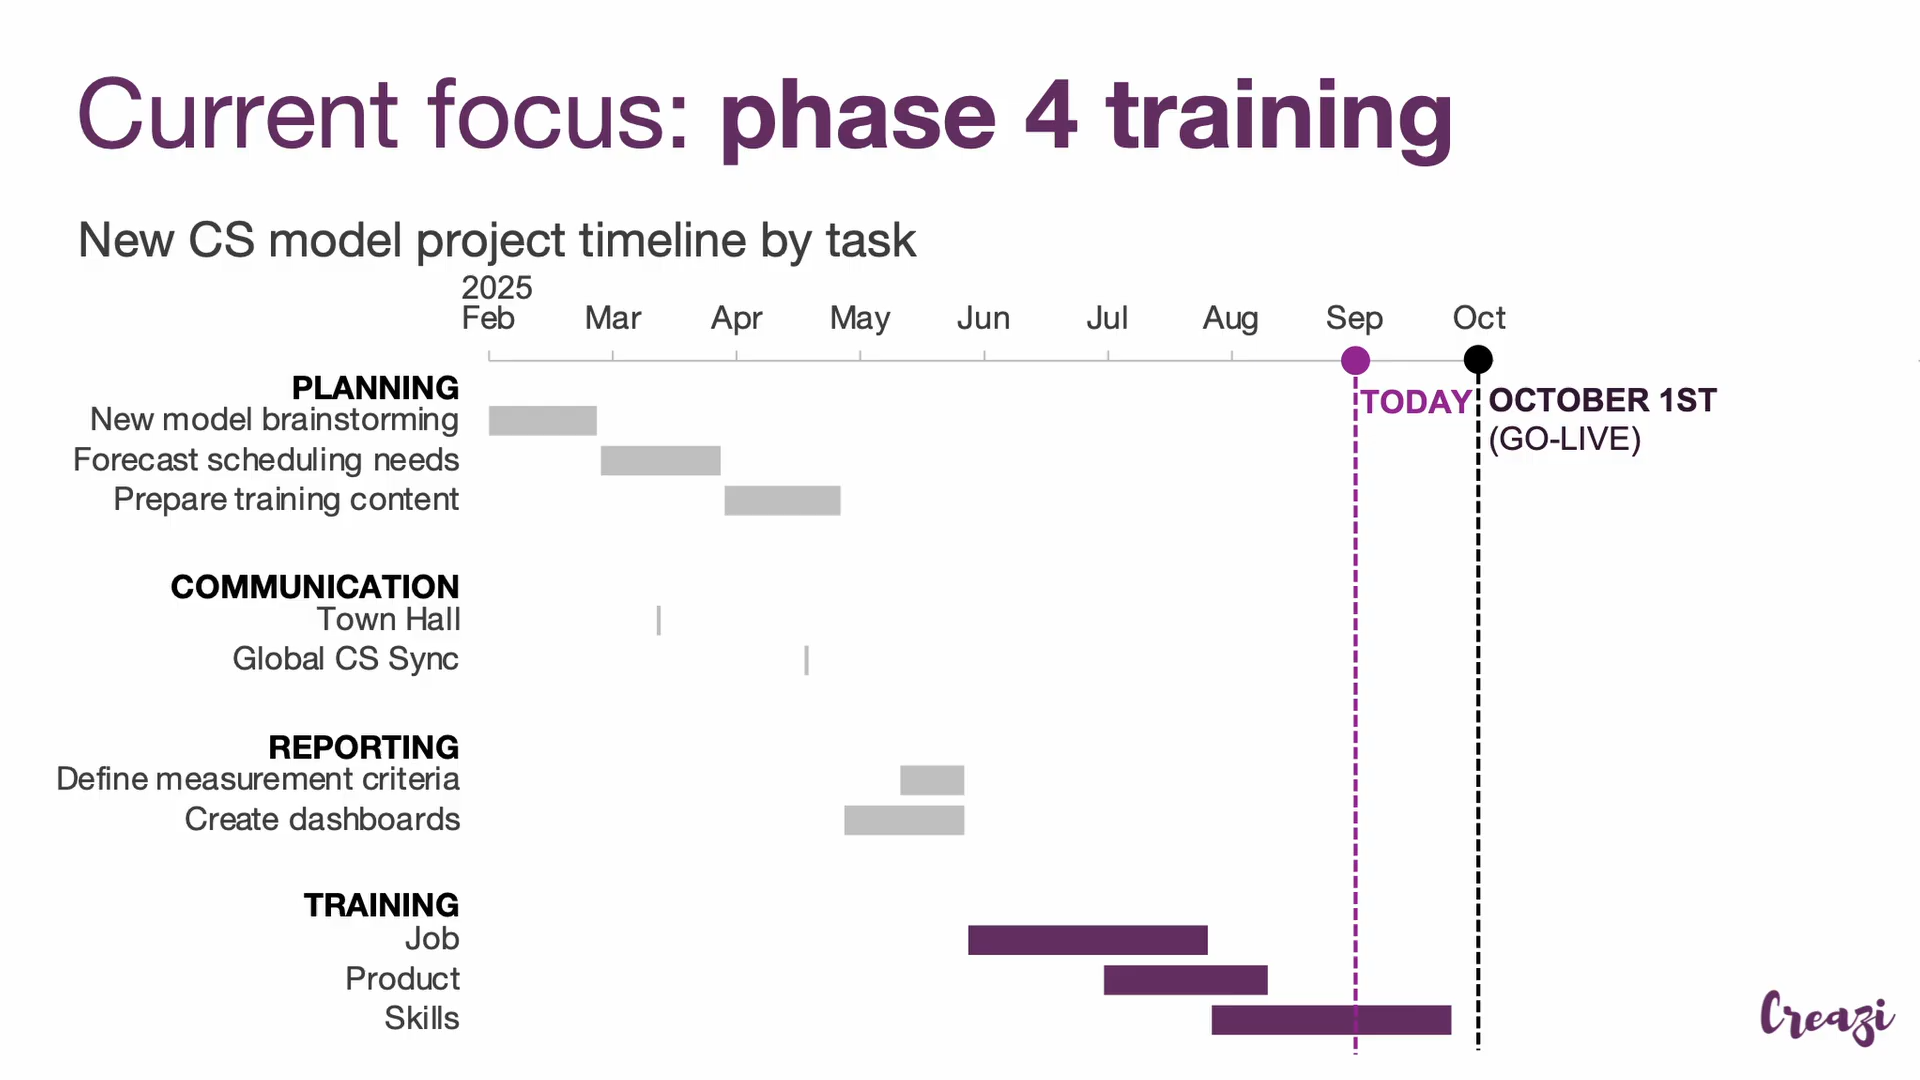 Current focus: phase 4 training
New CS model project timeline by task
2025
Feb Mar Apr May Jun Jul Aug Sep Oct
PLANNING
TODAY
OCTOBER 1ST
(GO-LIVE)
New model brainstorming
Forecast scheduling needs
Prepare training content
COMMUNICATION
Town Hall
Global CS Sync
REPORTING
Define measurement criteria
Create dashboards
TRAINING
Job
Product
Skills
Creazi